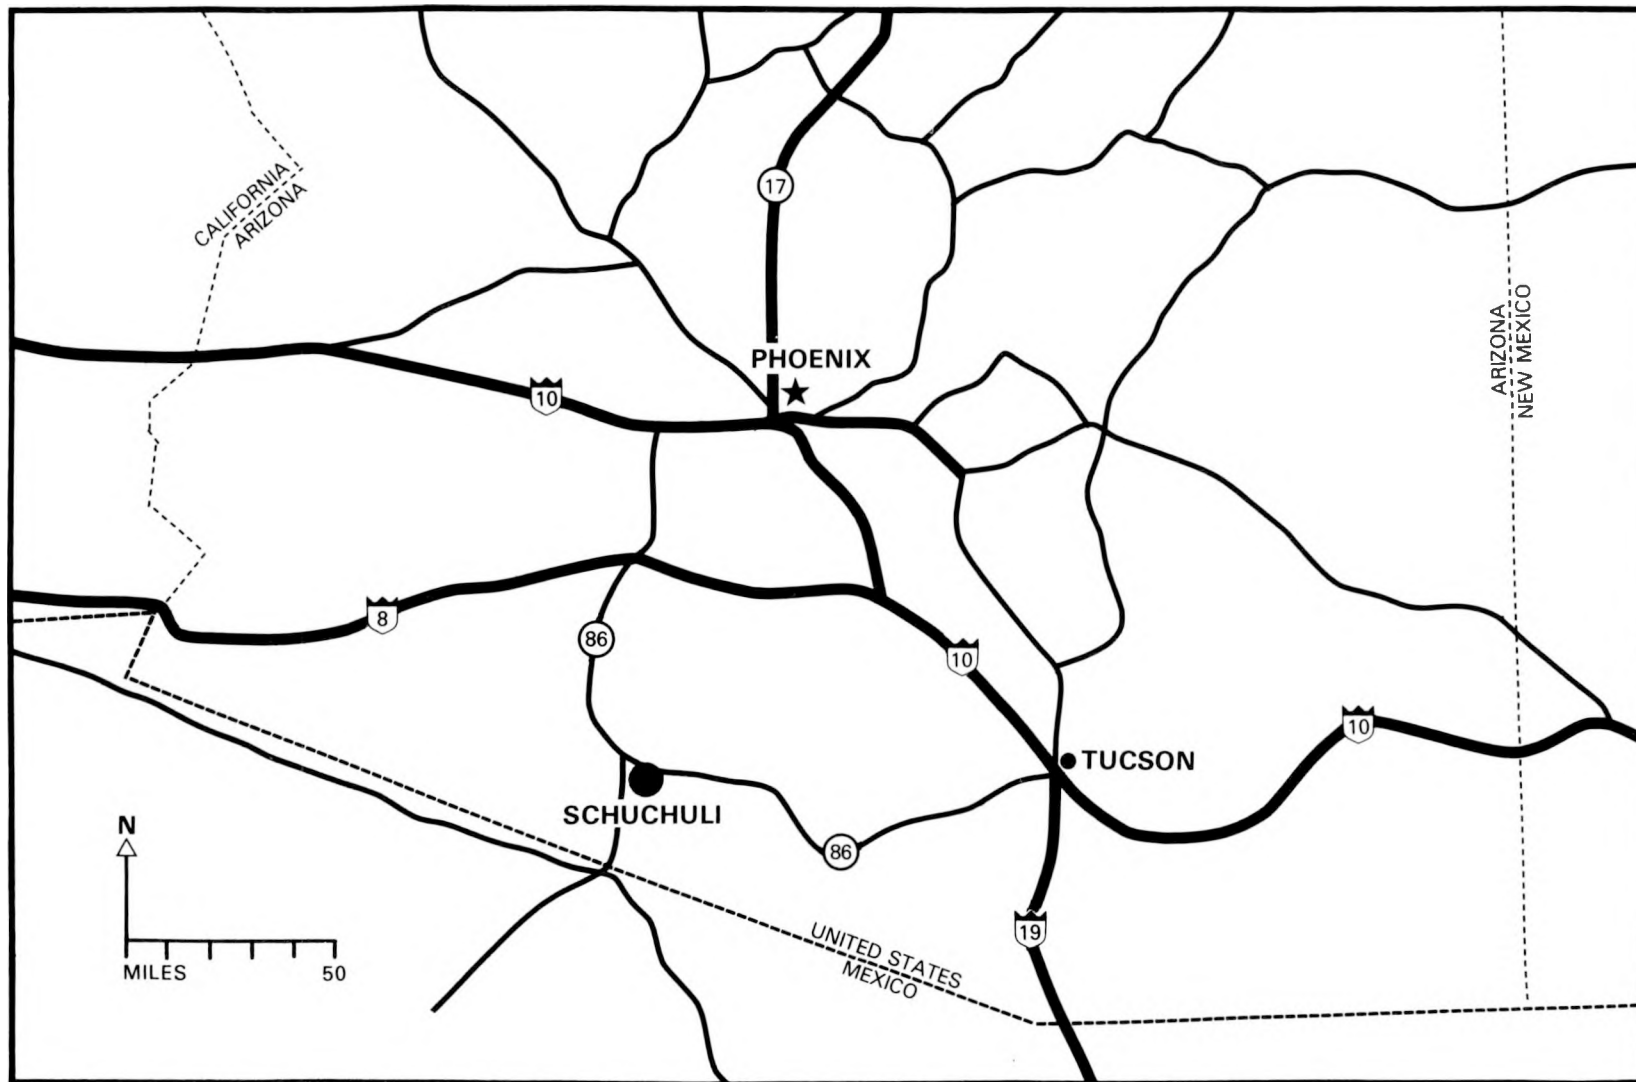 CALIFORNIA
ARIZONA
17
ARIZONA
NEW MEXICO
PHOENIX
10
8
86
10
10
TUCSON
SCHUCHULI
N
86
19
UNITED STATES
MEXICO
MILES 50